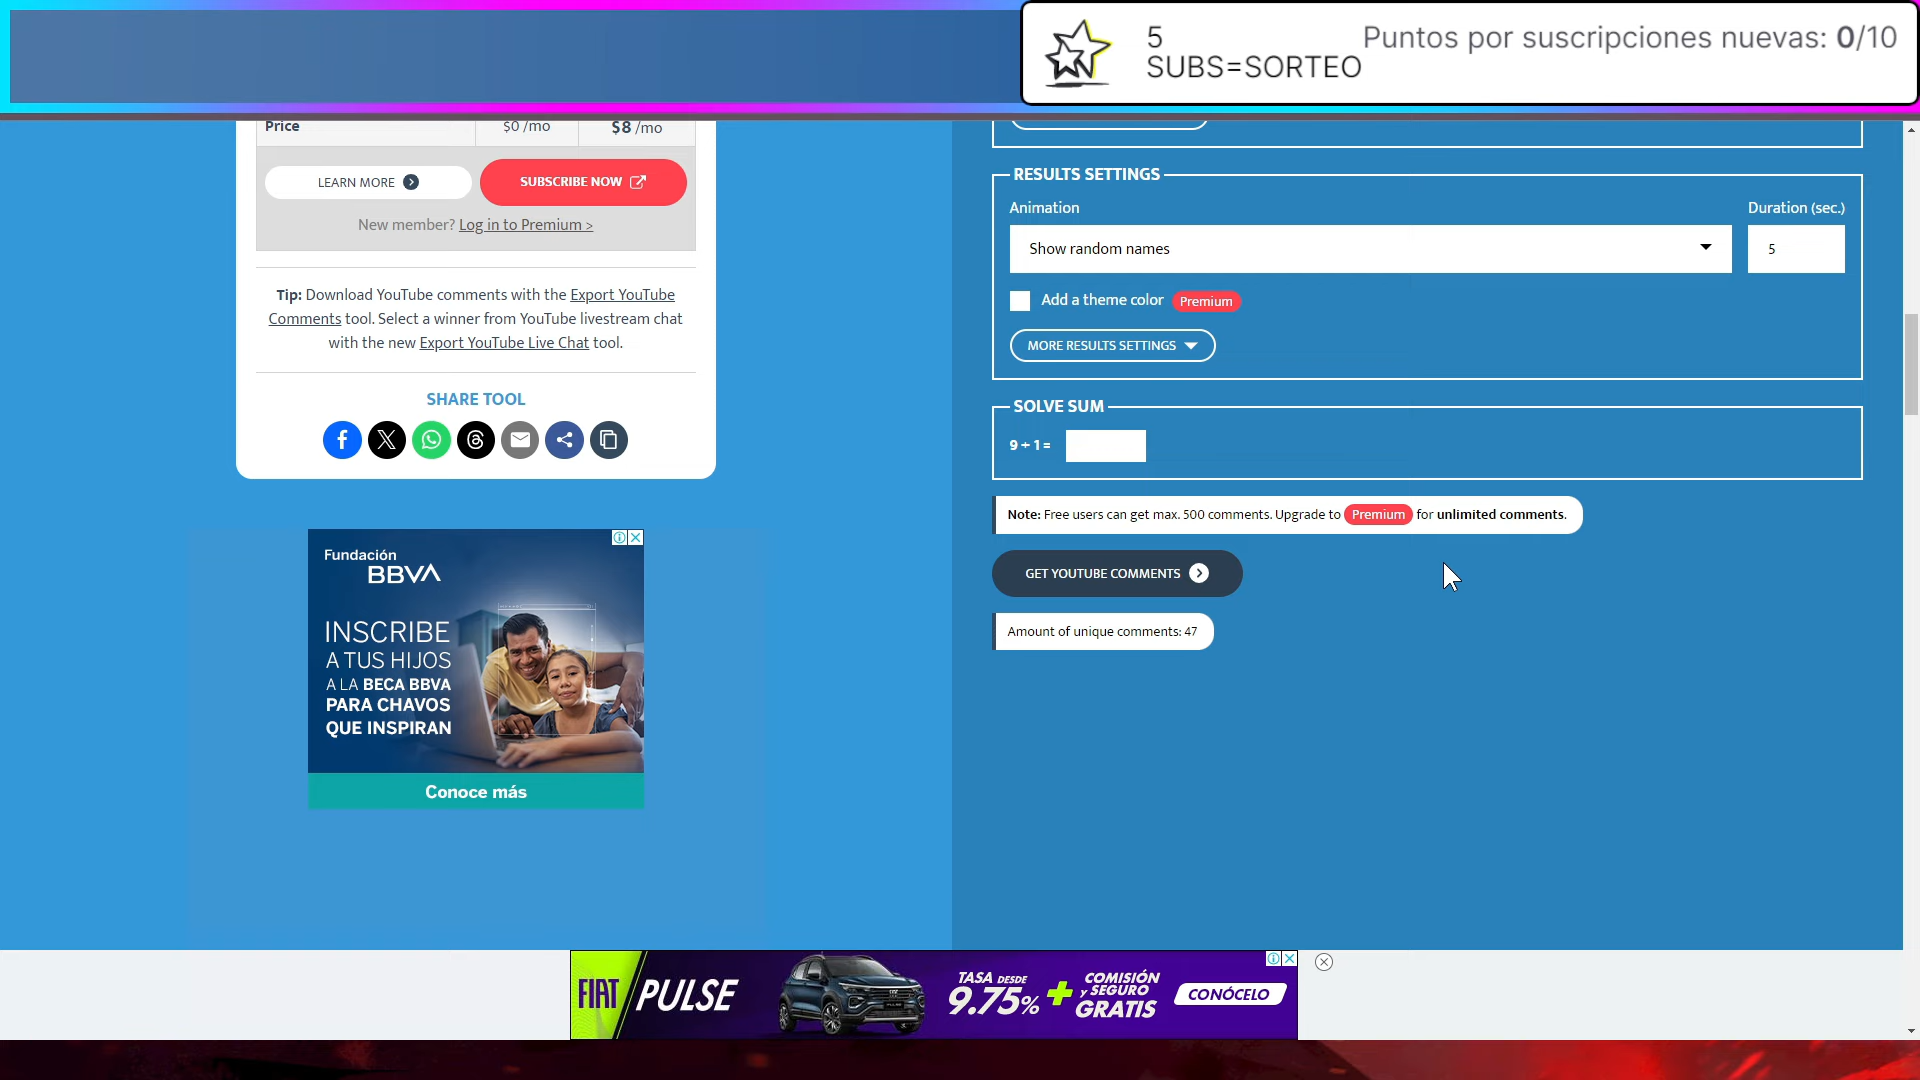 5
SUBS=SORTEO
Puntos por suscripciones nuevas: 0/10
Price $0 /mo $8 /mo
LEARN MORE
SUBSCRIBE NOW
New member? Log in to Premium >
Tip: Download YouTube comments with the Export YouTube
Comments tool. Select a winner from YouTube livestream chat
with the new Export YouTube Live Chat tool.
SHARE TOOL
Fundación
BBVA
INSCRIBE
A TUS HIJOS
A LA BECA BBVA
PARA CHAVOS
QUE INSPIRAN
Conoce más
RESULTS SETTINGS
Animation
Duration (sec.)
Show random names
5
Add a theme color Premium
MORE RESULTS SETTINGS
SOLVE SUM
9 + 1 =
Note: Free users can get max. 500 comments. Upgrade to Premium for unlimited comments.
GET YOUTUBE COMMENTS
Amount of unique comments: 47
FIAT PULSE
TASA DESDE
9.75%
+
COMISIÓN
y SEGURO
GRATIS
CONÓCELO